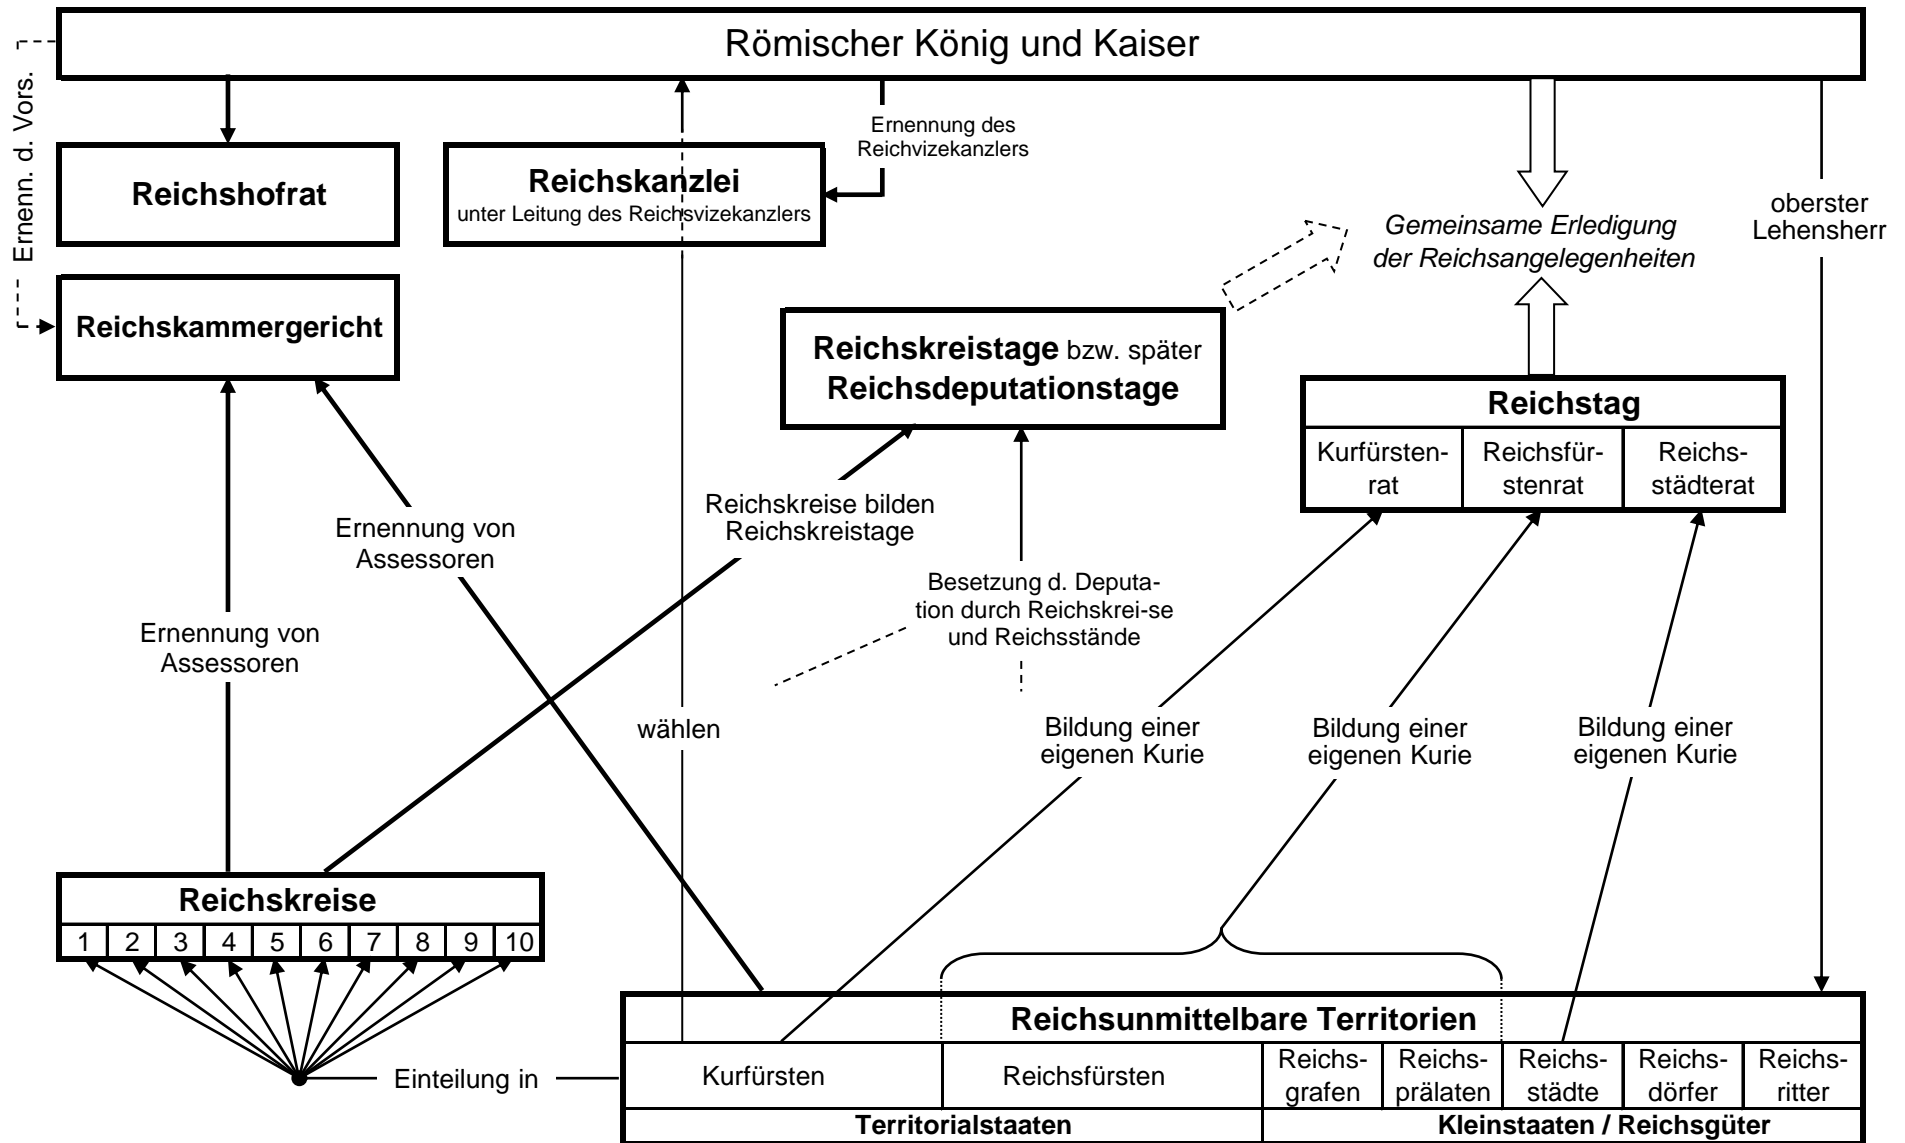 Römischer König und Kaiser
Ernenn. d. Vors.
Ernennung des
Reichvizekanzlers
Reichshofrat
Reichskanzlei
unter Leitung des Reichsvizekanzlers
oberster
Lehensherr
Gemeinsame Erledigung
der Reichsangelegenheiten
Reichskammergericht
Reichskreistage bzw. später
Reichsdeputationstage
Reichstag
Kurfürsten-
rat
Reichsfür-
stenrat
Reichs-
städterat
Reichskreise bilden
Reichskreistage
Ernennung von
Assessoren
Besetzung d. Deputa-
tion durch Reichskrei-se
und Reichsstände
Ernennung von
Assessoren
wählen
Bildung einer
eigenen Kurie
Bildung einer
eigenen Kurie
Bildung einer
eigenen Kurie
Reichskreise
1 2 3 4 5 6 7 8 9 10
Einteilung in
Reichsunmittelbare Territorien
Kurfürsten
Reichsfürsten
Reichs-
grafen
Reichs-
prälaten
Reichs-
städte
Reichs-
dörfer
Reichs-
ritter
Territorialstaaten
Kleinstaaten / Reichsgüter